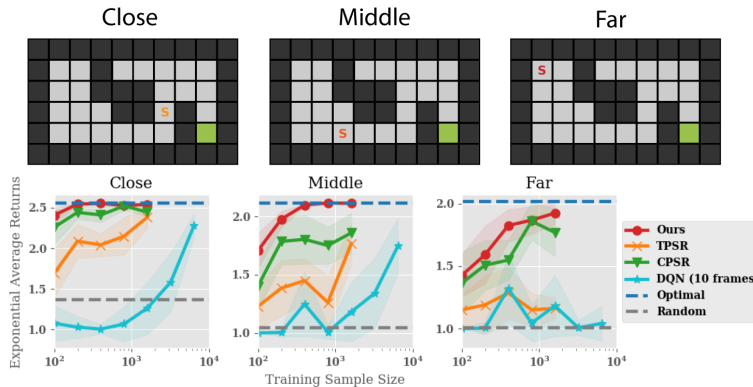 Close Middle Far
S
S
S
Close Middle Far
Exponential Average Returns
2.5
2.0
1.5
1.0
10² 10³ 10⁴
2.0
1.5
1.0
10² 10³ 10⁴
2.0
1.5
1.0
10² 10³ 10⁴
Training Sample Size
Ours
TPSR
CPSR
DQN (10 frames
Optimal
Random